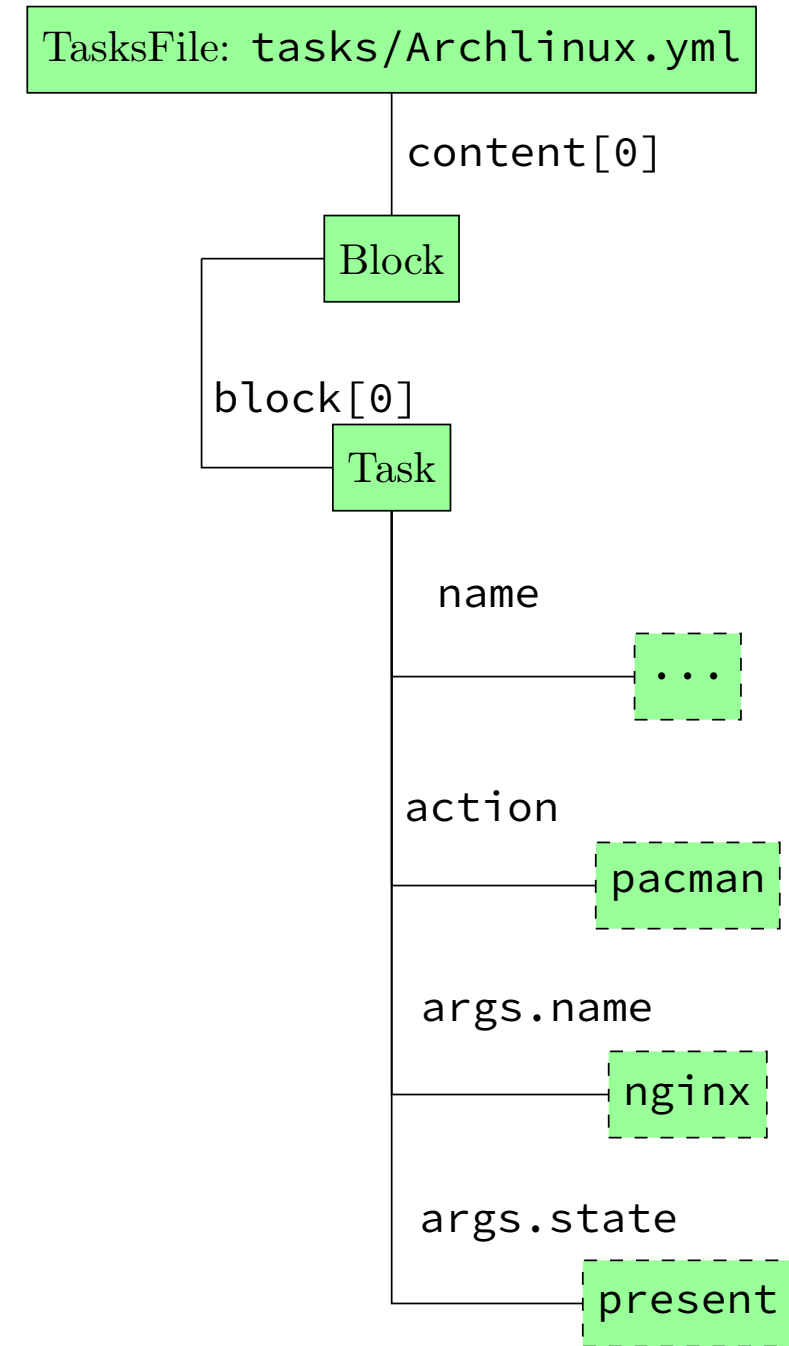 TasksFile: tasks/Archlinux.yml
content[0]
Block
block[0]
Task
name
...
action
pacman
args.name
nginx
args.state
present